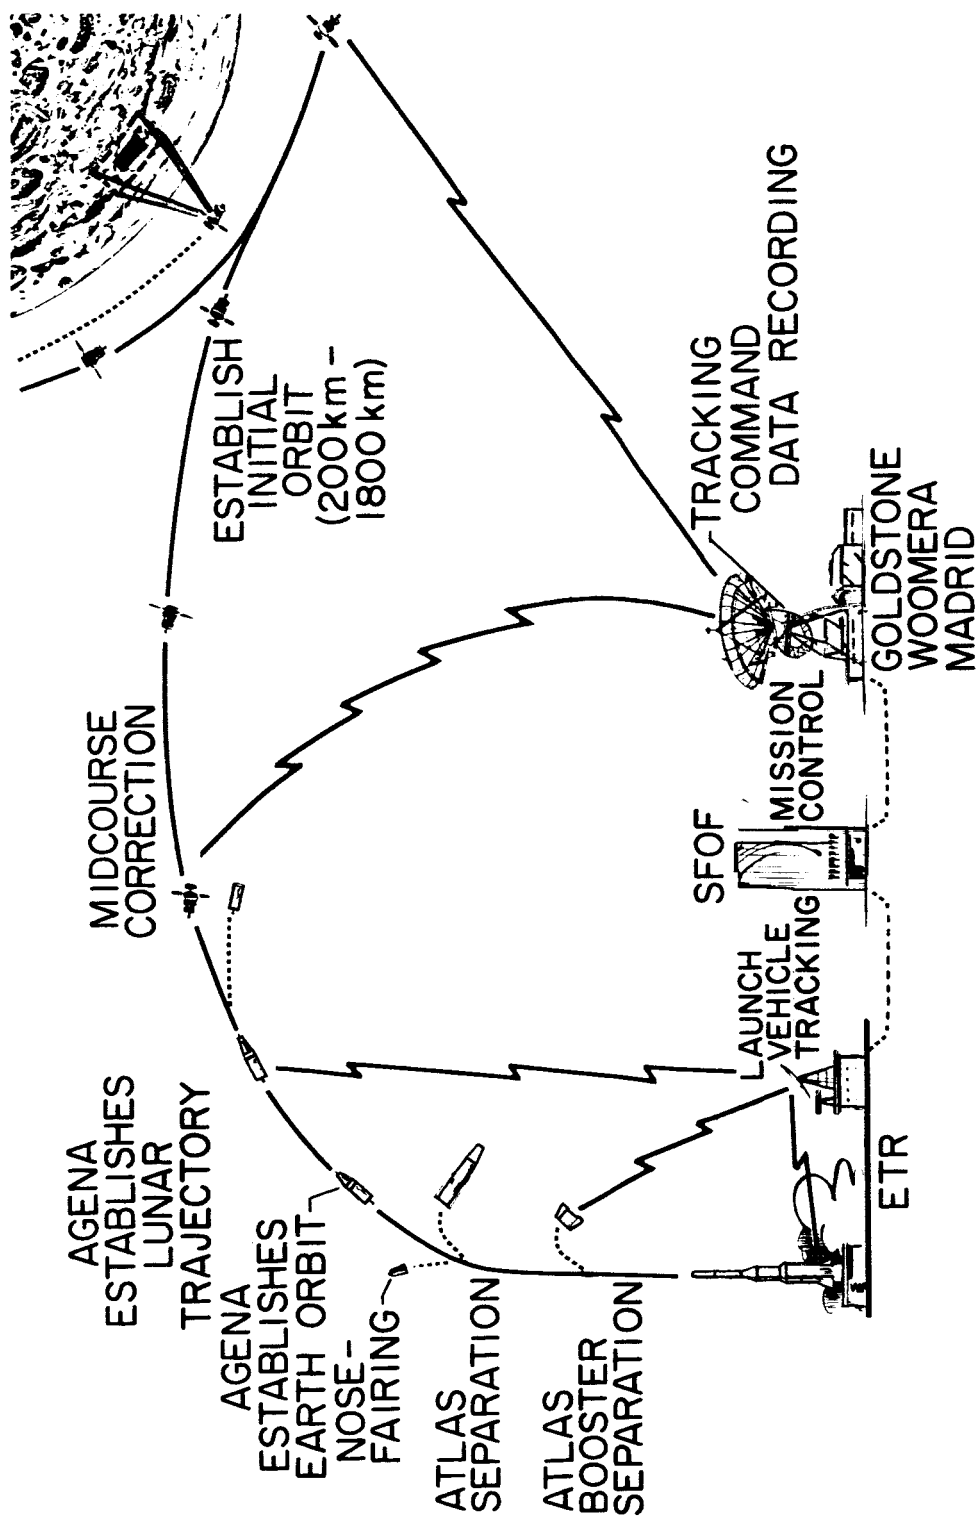 AGENA
ESTABLISHES
LUNAR
TRAJECTORY
AGENA
ESTABLISHES
EARTH ORBIT
NOSE-
FAIRING
ATLAS
SEPARATION
ATLAS
BOOSTER
SEPARATION
MIDCOURSE
CORRECTION
ESTABLISH
INITIAL
ORBIT
(200 km -
1800 km)
LAUNCH
VEHICLE
TRACKING
ETR
SFOF
MISSION
CONTROL
TRACKING
COMMAND
DATA RECORDING
GOLDSTONE
WOOMERA
MADRID